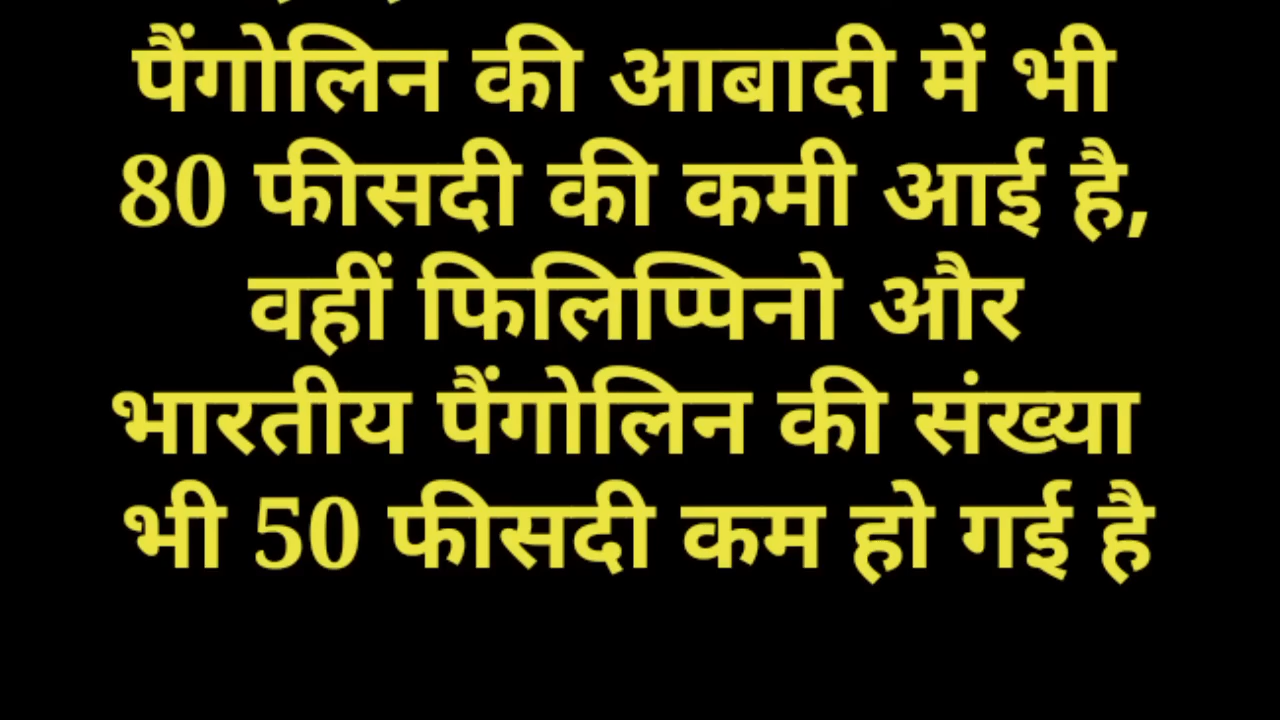 पैंगोलिन की आबादी में भी
80 फीसदी की कमी आई है,
वहीं फिलिप्पिनो और
भारतीय पैंगोलिन की संख्या
भी 50 फीसदी कम हो गई है